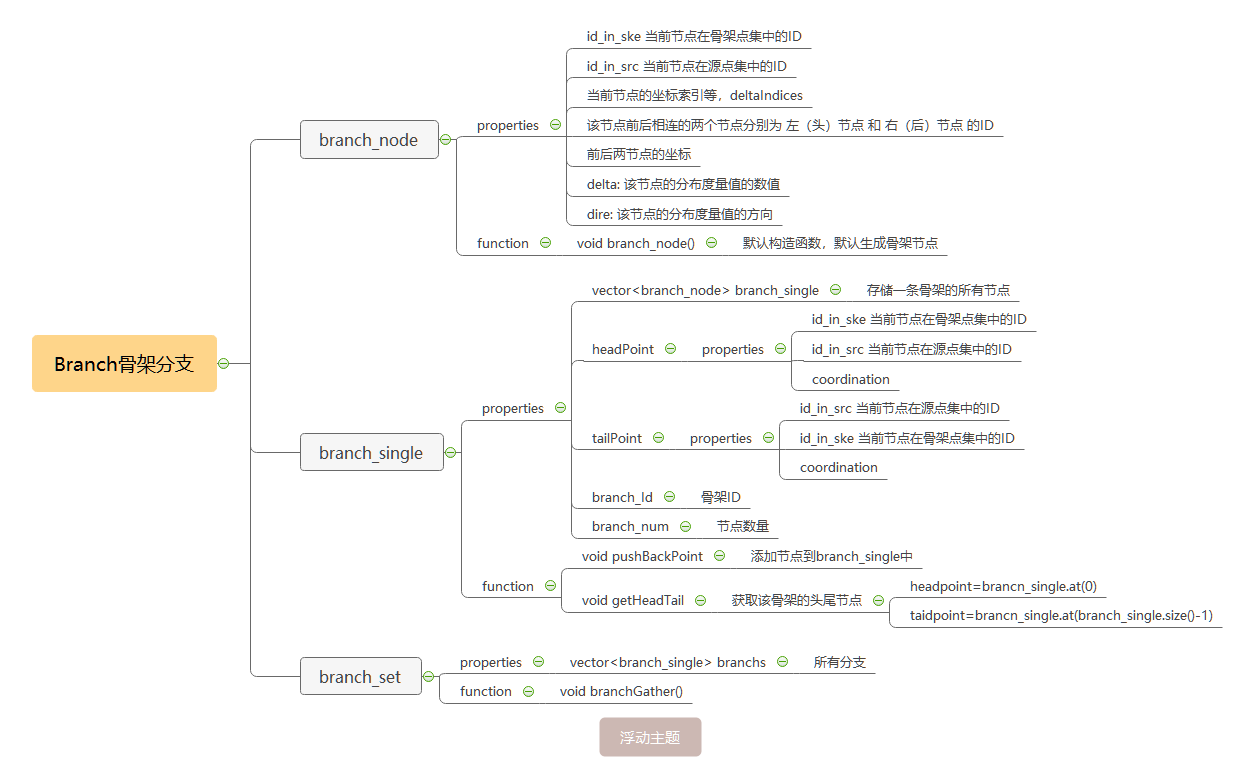 Branch骨架分支
branch_node
properties
id_in_ske 当前节点在骨架点集中的ID
id_in_src 当前节点在源点集中的ID
当前节点的坐标索引等，deltaIndices
该节点前后相连的两个节点分别为 左（头）节点 和 右（后）节点 的ID
前后两节点的坐标
delta: 该节点的分布度量值的数值
dire: 该节点的分布度量值的方向
function
void branch_node()
默认构造函数，默认生成骨架节点
branch_single
properties
vector<branch_node> branch_single
存储一条骨架的所有节点
headPoint
properties
id_in_ske 当前节点在骨架点集中的ID
id_in_src 当前节点在源点集中的ID
coordination
tailPoint
properties
id_in_src 当前节点在源点集中的ID
id_in_ske 当前节点在骨架点集中的ID
coordination
branch_Id
骨架ID
branch_num
节点数量
function
void pushBackPoint
添加节点到branch_single中
void getHeadTail
获取该骨架的头尾节点
headpoint=brancn_single.at(0)
taidpoint=brancn_single.at(branch_single.size()-1)
branch_set
properties
vector<branch_single> branchs
所有分支
function
void branchGather()
浮动主题